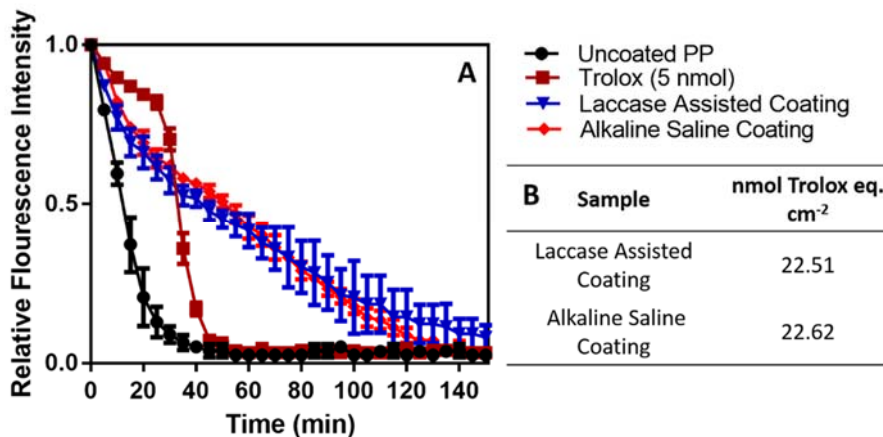 A
Relative Flourescence Intensity
1.0
0.5
0.0
0 20 40 60 80 100 120 140
Time (min)
Uncoated PP
Trolox (5 nmol)
Laccase Assisted Coating
Alkaline Saline Coating
B Sample nmol Trolox eq.
cm-2
Laccase Assisted
Coating
22.51
Alkaline Saline
Coating
22.62